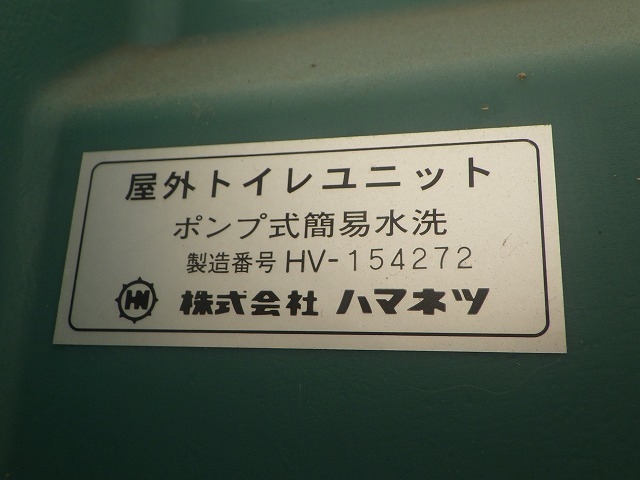 屋外トイレユニット
ポンプ式簡易水洗
製造番号 HV-154272
HN 株式会社 ハマネツ